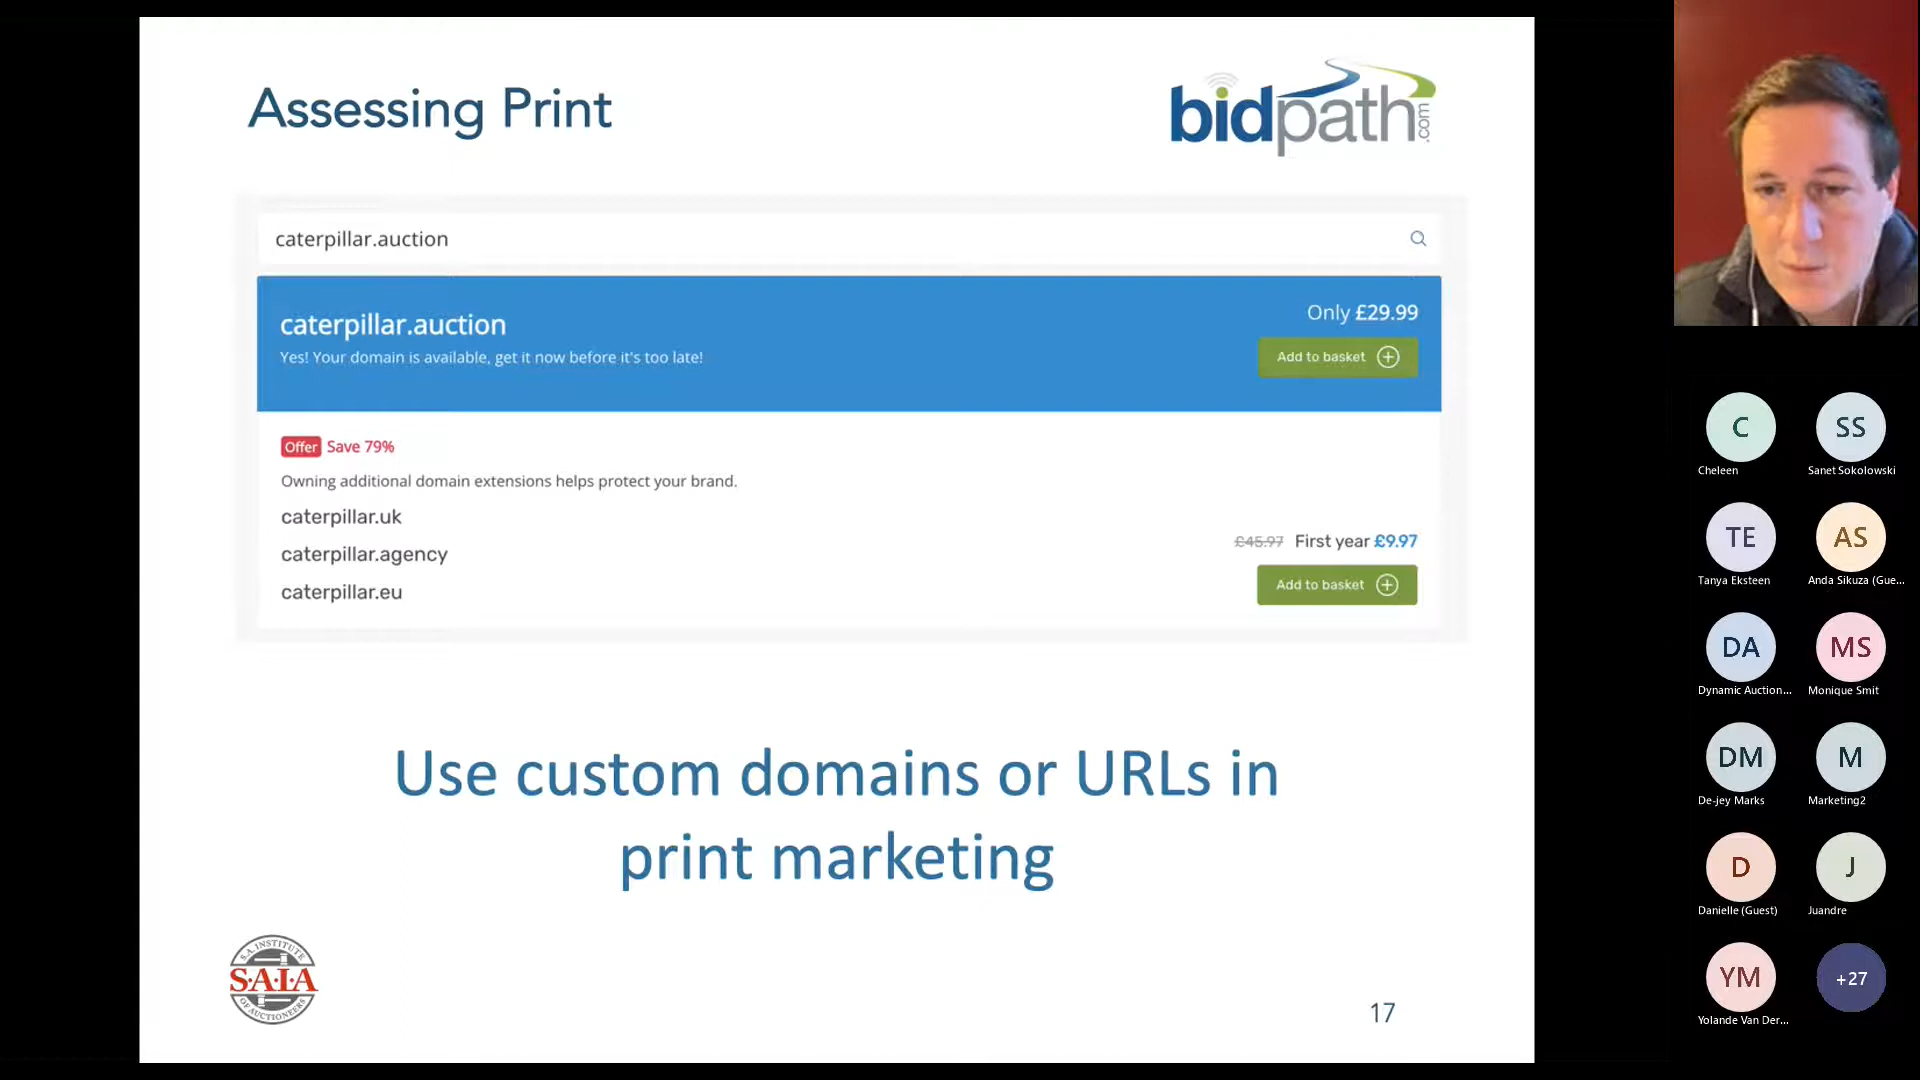 Assessing Print
bidpath.com
caterpillar.auction
caterpillar.auction
Yes! Your domain is available, get it now before it's too late!
Only £29.99
Add to basket
Offer Save 79%
Owning additional domain extensions helps protect your brand.
caterpillar.uk
caterpillar.agency
caterpillar.eu
£45.97 First year £9.97
Add to basket
Use custom domains or URLs in
print marketing
S.A. INSTITUTE
S·A·I·A
OF AUCTIONEERS
17
C
Cheleen
SS
Sanet Sokolowski
TE
Tanya Eksteen
AS
Anda Sikuza (Gue...
DA
Dynamic Auction...
MS
Monique Smit
DM
De-jey Marks
M
Marketing2
D
Danielle (Guest)
J
Juandre
YM
Yolande Van Der...
+27